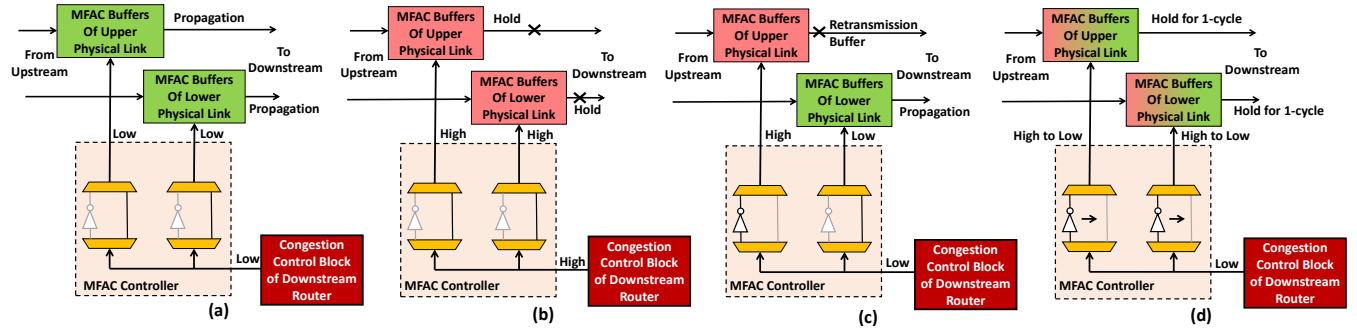 MFAC Buffers
Of Upper
Physical Link
Propagation
From
Upstream
To
Downstream
MFAC Buffers
Of Lower
Physical Link
Propagation
Low
Low
Low
MFAC Controller
Congestion
Control Block
of Downstream
Router
(a)
MFAC Buffers
Of Upper
Physical Link
Hold
From
Upstream
To
Downstream
MFAC Buffers
Of Lower
Physical Link
Hold
High
High
High
MFAC Controller
Congestion
Control Block
of Downstream
Router
(b)
MFAC Buffers
Of Upper
Physical Link
Retransmission
Buffer
From
Upstream
To
Downstream
MFAC Buffers
Of Lower
Physical Link
Propagation
High
Low
Low
MFAC Controller
Congestion
Control Block
of Downstream
Router
(c)
MFAC Buffers
Of Upper
Physical Link
Hold for 1-cycle
From
Upstream
To
Downstream
MFAC Buffers
Of Lower
Physical Link
Hold for 1-cycle
High to Low
High to Low
Low
MFAC Controller
Congestion
Control Block
of Downstream
Router
(d)